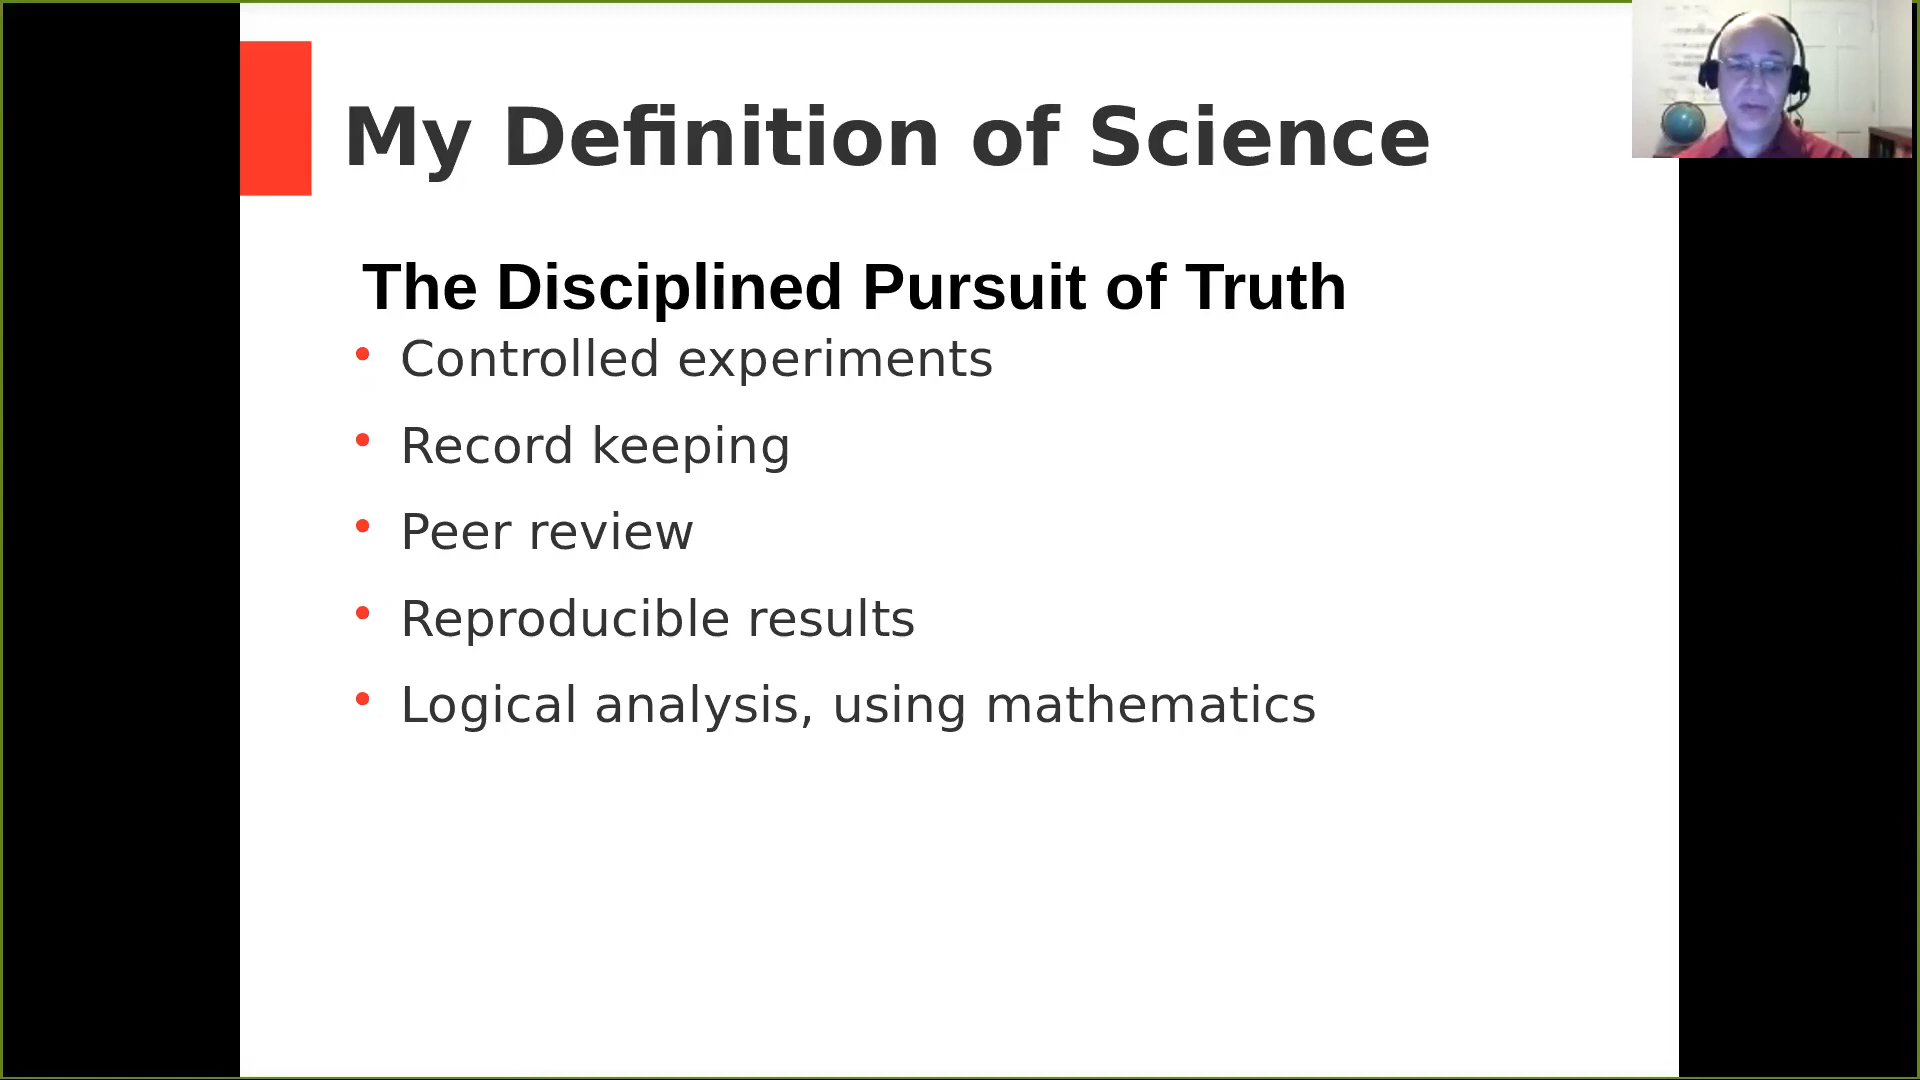 My Definition of Science
The Disciplined Pursuit of Truth
Controlled experiments
Record keeping
Peer review
Reproducible results
Logical analysis, using mathematics